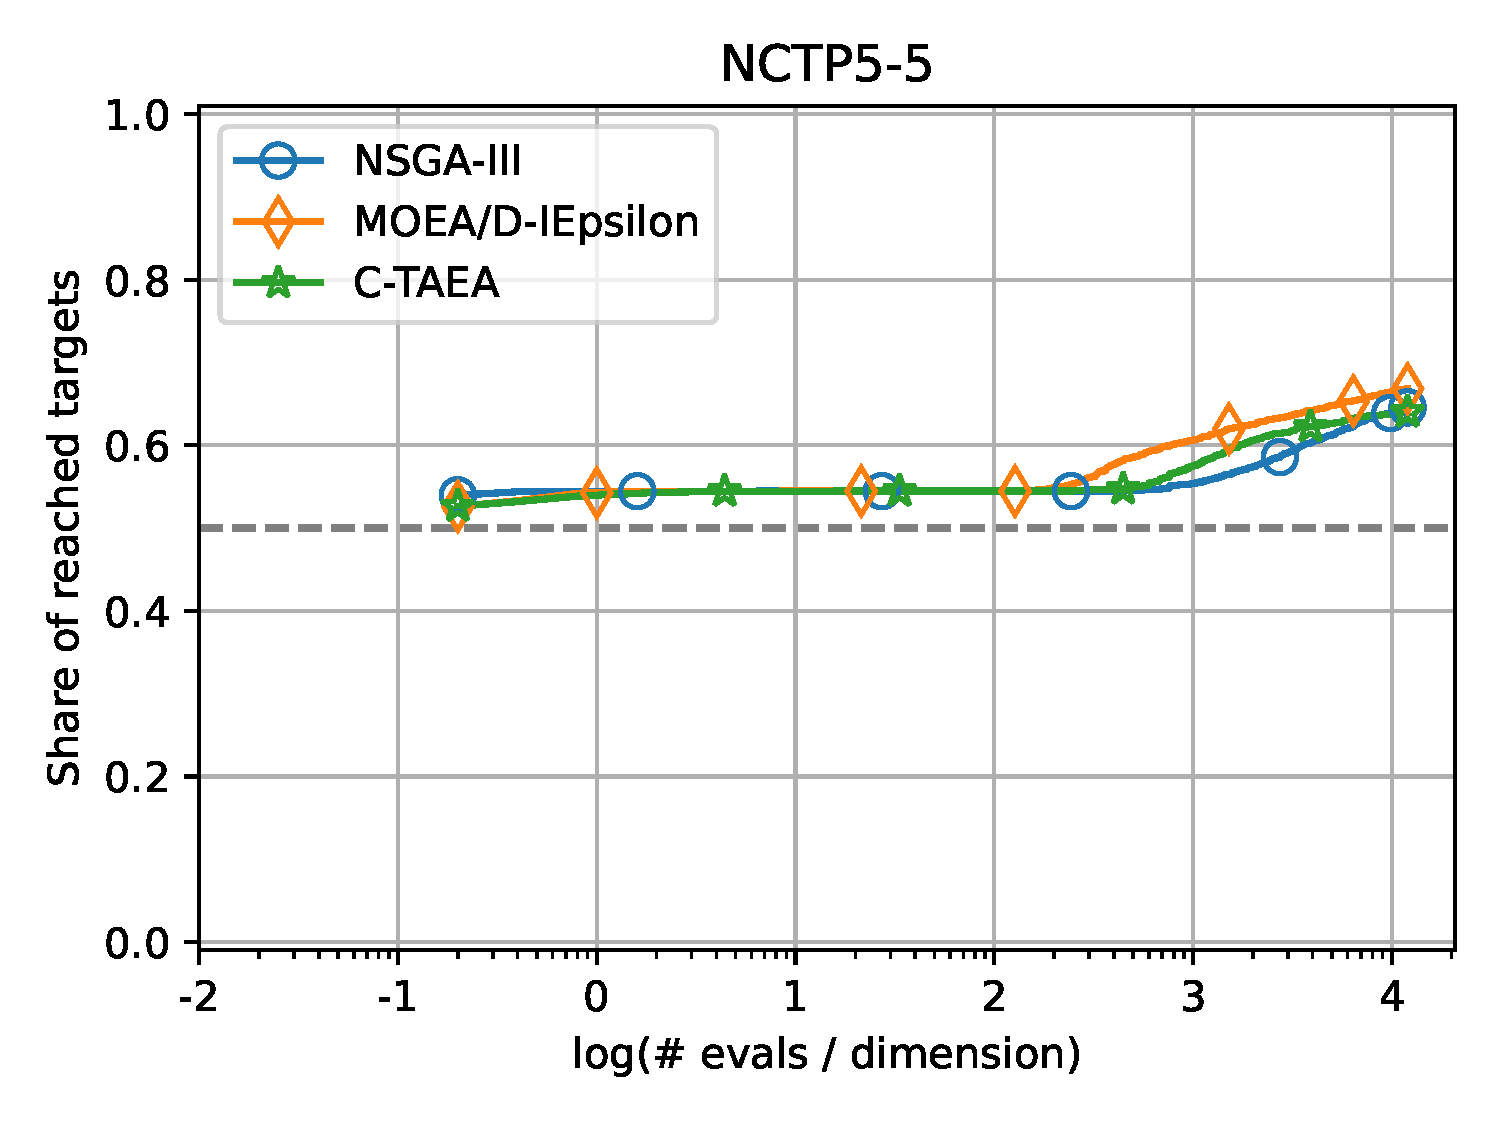 NCTP5-5
NSGA-III
MOEA/D-IEpsilon
C-TAEA
Share of reached targets
1.0
0.8
0.6
0.4
0.2
0.0
-2 -1 0 1 2 3 4
log(# evals / dimension)